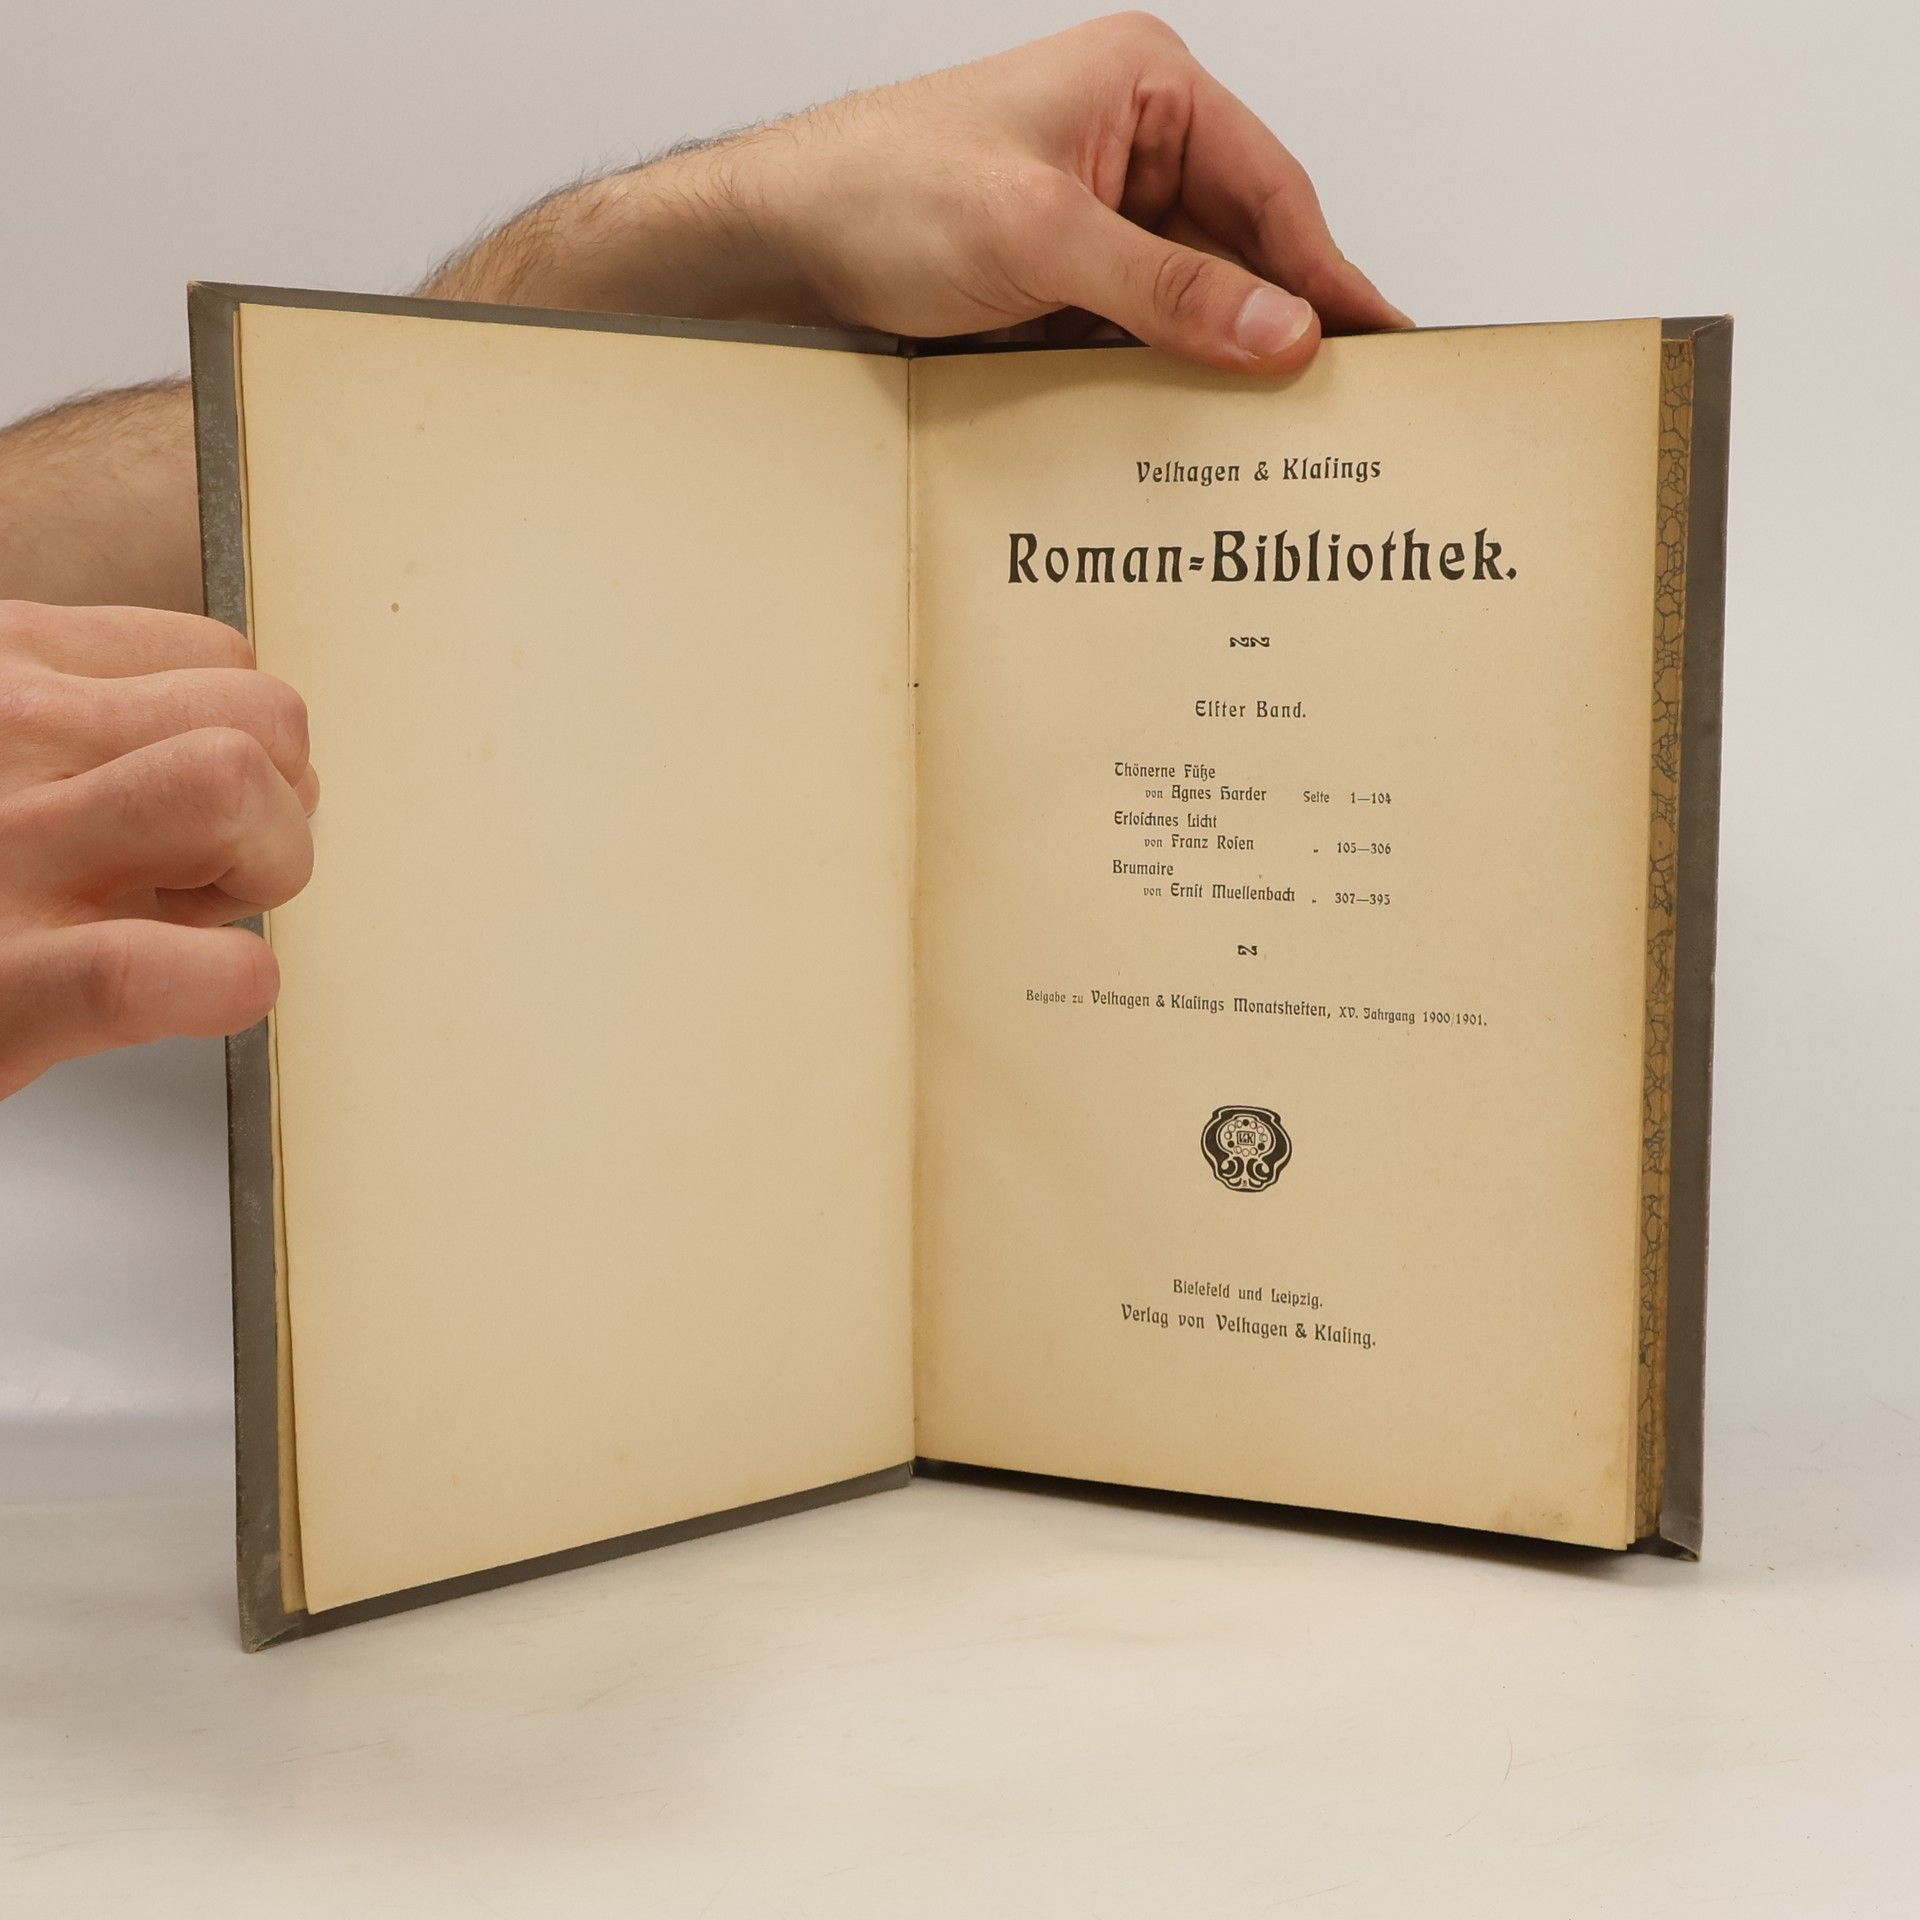 Velhagen & Klaſings
Roman=Bibliothek.
Elfter Band.
Thönerne Füße
von Agnes Harder Seite 1—104
Erloſchnes Licht
von Franz Roſen „ 105—306
Brumaire
von Ernſt Muellenbach „ 307—395
Beigabe zu Velhagen & Klaſings Monatsheften, XV. Jahrgang 1900/1901.
V&K
Bielefeld und Leipzig.
Verlag von Velhagen & Klaſing.